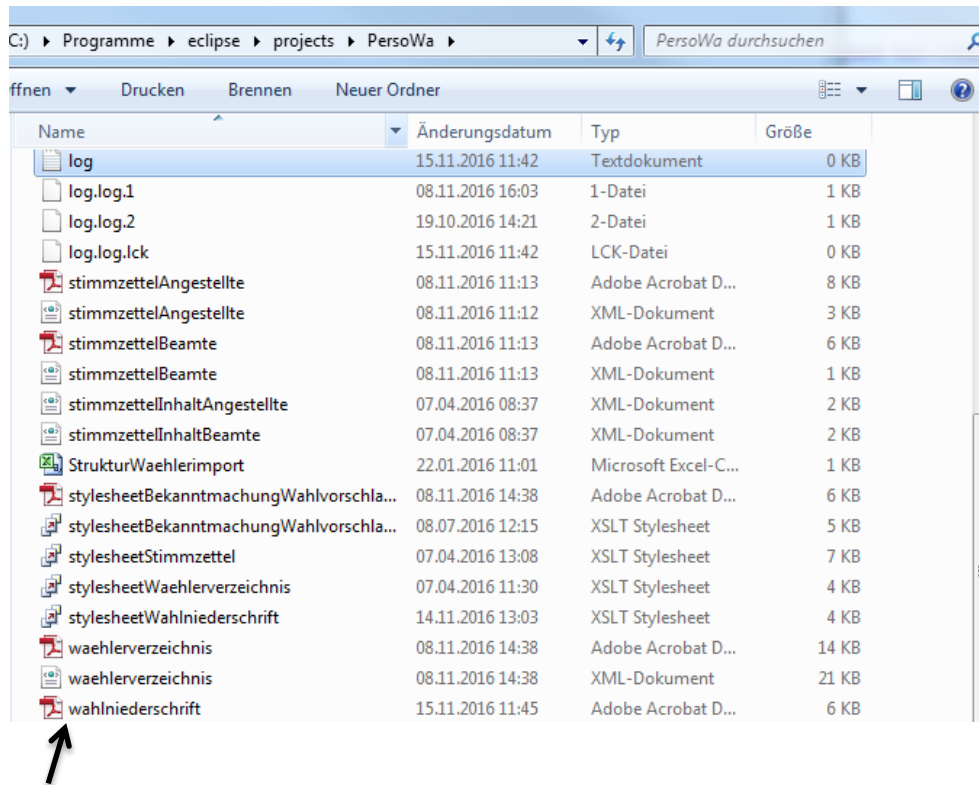 C:) Programme eclipse projects PersoWa PersoWa durchsuchen
ffnen Drucken Brennen Neuer Ordner
Name Änderungsdatum Typ Größe
log 15.11.2016 11:42 Textdokument 0 KB
log.log.1 08.11.2016 16:03 1-Datei 1 KB
log.log.2 19.10.2016 14:21 2-Datei 1 KB
log.log.lck 15.11.2016 11:42 LCK-Datei 0 KB
stimmzettelAngestellte 08.11.2016 11:13 Adobe Acrobat D... 8 KB
stimmzettelAngestellte 08.11.2016 11:12 XML-Dokument 3 KB
stimmzettelBeamte 08.11.2016 11:13 Adobe Acrobat D... 6 KB
stimmzettelBeamte 08.11.2016 11:13 XML-Dokument 1 KB
stimmzettelInhaltAngestellte 07.04.2016 08:37 XML-Dokument 2 KB
stimmzettelInhaltBeamte 07.04.2016 08:37 XML-Dokument 2 KB
StrukturWaehlerimport 22.01.2016 11:01 Microsoft Excel-C... 1 KB
stylesheetBekanntmachungWahlvorschla... 08.11.2016 14:38 Adobe Acrobat D... 6 KB
stylesheetBekanntmachungWahlvorschla... 08.07.2016 12:15 XSLT Stylesheet 5 KB
stylesheetStimmzettel 07.04.2016 13:08 XSLT Stylesheet 7 KB
stylesheetWaehlerverzeichnis 07.04.2016 11:30 XSLT Stylesheet 4 KB
stylesheetWahlniederschrift 14.11.2016 13:03 XSLT Stylesheet 4 KB
waehlerverzeichnis 08.11.2016 14:38 Adobe Acrobat D... 14 KB
waehlerverzeichnis 08.11.2016 14:38 XML-Dokument 21 KB
wahlniederschrift 15.11.2016 11:45 Adobe Acrobat D... 6 KB